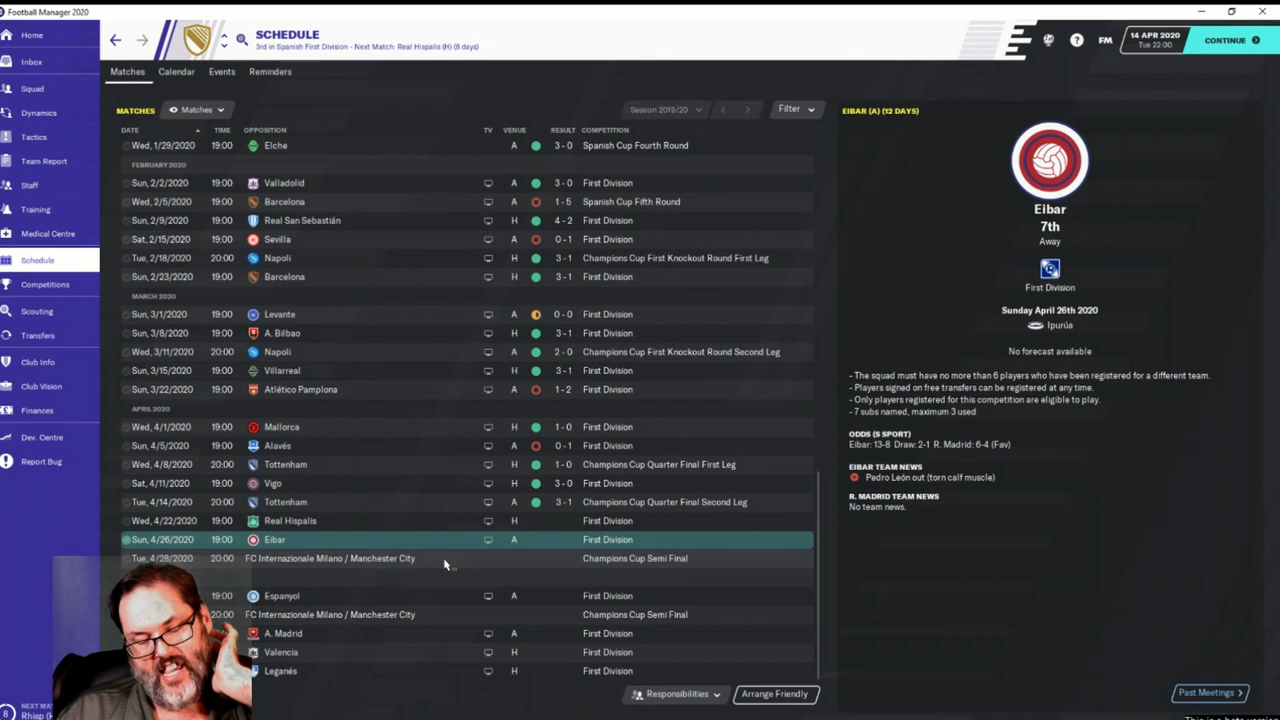 Football Manager 2020
Home
Inbox
Squad
Dynamics
Tactics
Team Report
Staff
Training
Medical Centre
Schedule
Competitions
Scouting
Transfers
Club Info
Club Vision
Finances
Dev. Centre
Report Bug
8
SCHEDULE
3rd in Spanish First Division - Next Match: Real Hispalis (H) (8 days)
? FM
14 APR 2020
Tue 22:00
CONTINUE
Matches Calendar Events Reminders
MATCHES Matches Season 2019/20 Filter
DATE TIME OPPOSITION TV VENUE RESULT COMPETITION
Wed, 1/29/2020 19:00 Elche A 3 - 0 Spanish Cup Fourth Round
FEBRUARY 2020
Sun, 2/2/2020 19:00 Valladolid A 3 - 0 First Division
Wed, 2/5/2020 19:00 Barcelona A 1 - 5 Spanish Cup Fifth Round
Sun, 2/9/2020 19:00 Real San Sebastián H 4 - 2 First Division
Sat, 2/15/2020 19:00 Sevilla A 0 - 1 First Division
Tue, 2/18/2020 20:00 Napoli H 3 - 1 Champions Cup First Knockout Round First Leg
Sun, 2/23/2020 19:00 Barcelona H 3 - 1 First Division
MARCH 2020
Sun, 3/1/2020 19:00 Levante A 0 - 0 First Division
Sun, 3/8/2020 19:00 A. Bilbao H 3 - 1 First Division
Wed, 3/11/2020 20:00 Napoli A 2 - 0 Champions Cup First Knockout Round Second Leg
Sun, 3/15/2020 19:00 Villarreal H 3 - 1 First Division
Sun, 3/22/2020 19:00 Atlético Pamplona A 1 - 2 First Division
APRIL 2020
Wed, 4/1/2020 19:00 Mallorca H 1 - 0 First Division
Sun, 4/5/2020 19:00 Alavés A 0 - 1 First Division
Wed, 4/8/2020 20:00 Tottenham H 1 - 0 Champions Cup Quarter Final First Leg
Sat, 4/11/2020 19:00 Vigo H 3 - 0 First Division
Tue, 4/14/2020 20:00 Tottenham A 3 - 1 Champions Cup Quarter Final Second Leg
Wed, 4/22/2020 19:00 Real Hispalis H First Division
Sun, 4/26/2020 19:00 Eibar A First Division
Tue, 4/28/2020 20:00 FC Internazionale Milano / Manchester City Champions Cup Semi Final
19:00 Espanyol A First Division
20:00 FC Internazionale Milano / Manchester City Champions Cup Semi Final
A. Madrid A First Division
Valencia H First Division
Leganés H First Division
Responsibilities Arrange Friendly
EIBAR (A) (12 DAYS)
Eibar
7th
Away
First Division
Sunday April 26th 2020
Ipurúa
No forecast available
- The squad must have no more than 6 players who have been registered for a different team.
- Players signed on free transfers can be registered at any time.
- Only players registered for this competition are eligible to play.
- 7 subs named, maximum 3 used
ODDS (S SPORT)
Eibar: 13-8 Draw: 2-1 R. Madrid: 6-4 (Fav)
EIBAR TEAM NEWS
Pedro León out (torn calf muscle)
R. MADRID TEAM NEWS
No team news.
Past Meetings